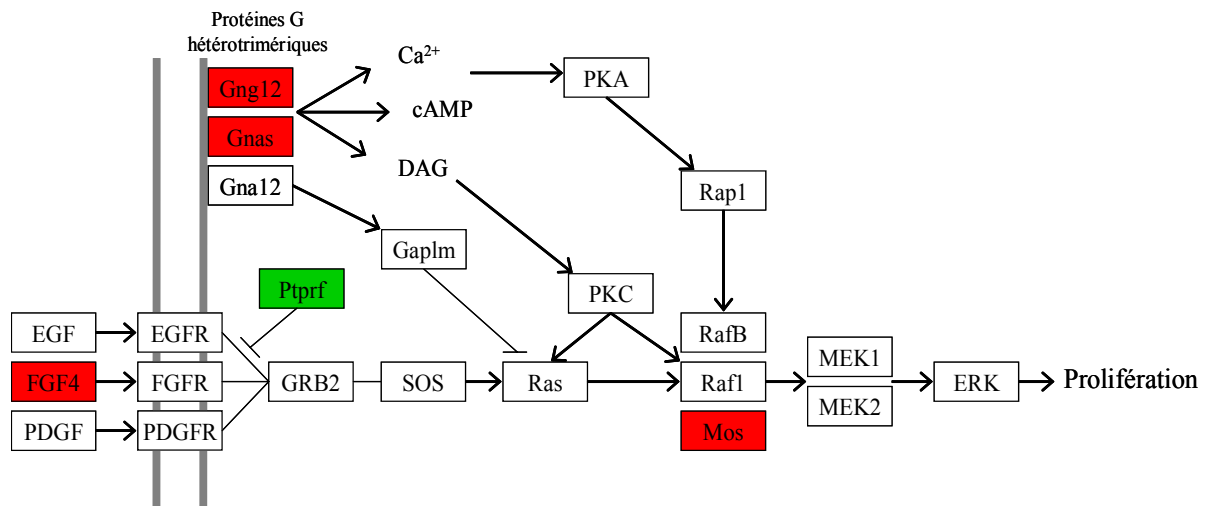 Protéines G
hétérotrimériques
Gng12
Gnas
Gna12
Ca²⁺
cAMP
DAG
PKA
Rap1
Gaplm
Ptprf
PKC
RafB
EGF
EGFR
FGF4
FGFR
GRB2
SOS
Ras
Raf1
MEK1
MEK2
ERK
Prolifération
PDGF
PDGFR
Mos